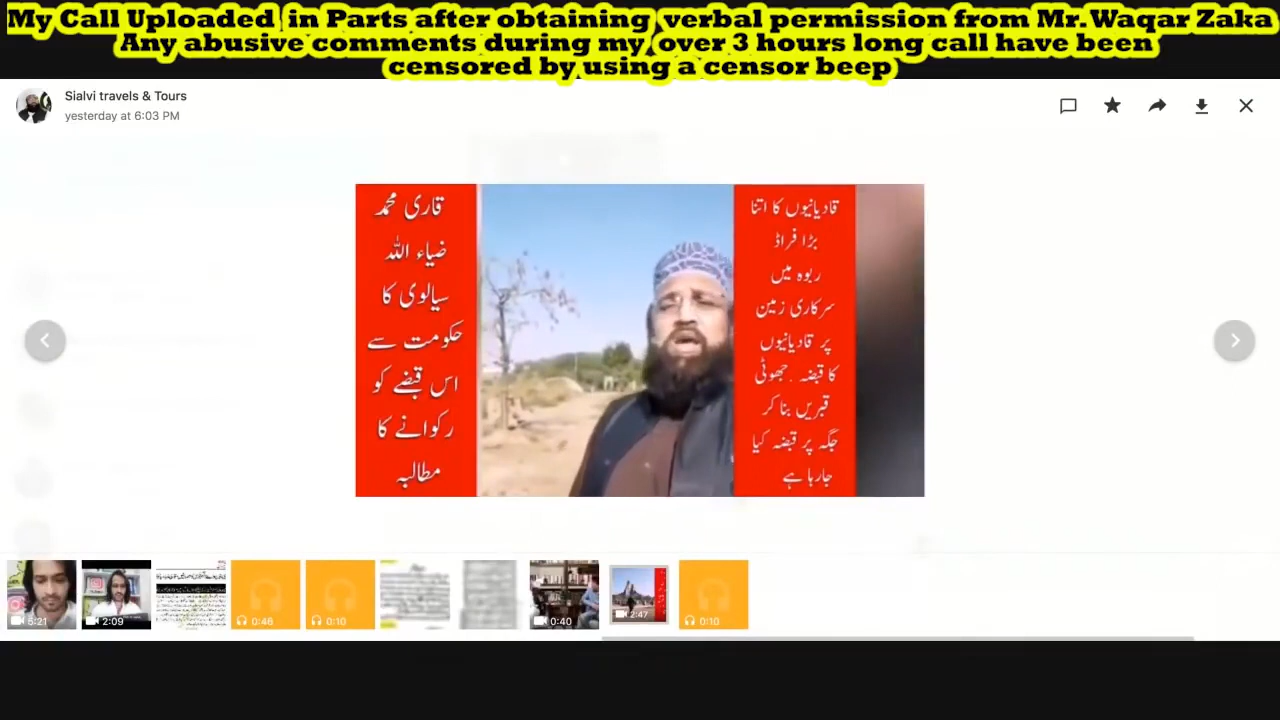 My Call Uploaded in Parts after obtaining verbal permission from Mr. Waqar Zaka
Any abusive comments during my, over 3 hours long call have been
censored by using a censor beep
Sialvi travels & Tours
yesterday at 6:03 PM
قاری محمد
ضیاء اللہ
سیالوی کا
حکومت سے
اس قبضے کو
رکوانے کا
مطالبہ
قادیانیوں کا اتنا
بڑا فراڈ
ربوہ میں
سرکاری زمین
پر قادیانیوں
کا قبضہ .جھوٹی
قبریں بنا کر
جگہ پر قبضہ کیا
جارہا ہے
5:21
2:09
0:46
0:10
0:40
2:47
0:10